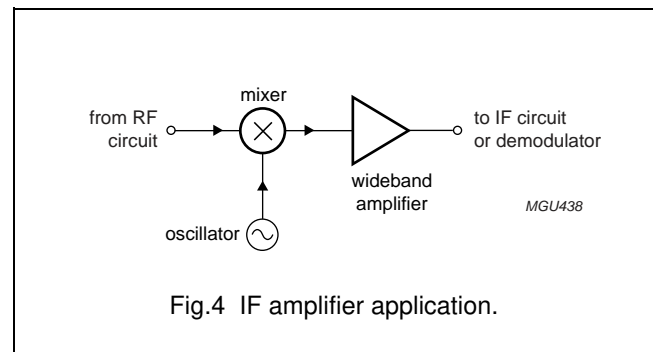 mixer
from RF
circuit
to IF circuit
or demodulator
wideband
amplifier
oscillator
MGU438
Fig.4 IF amplifier application.